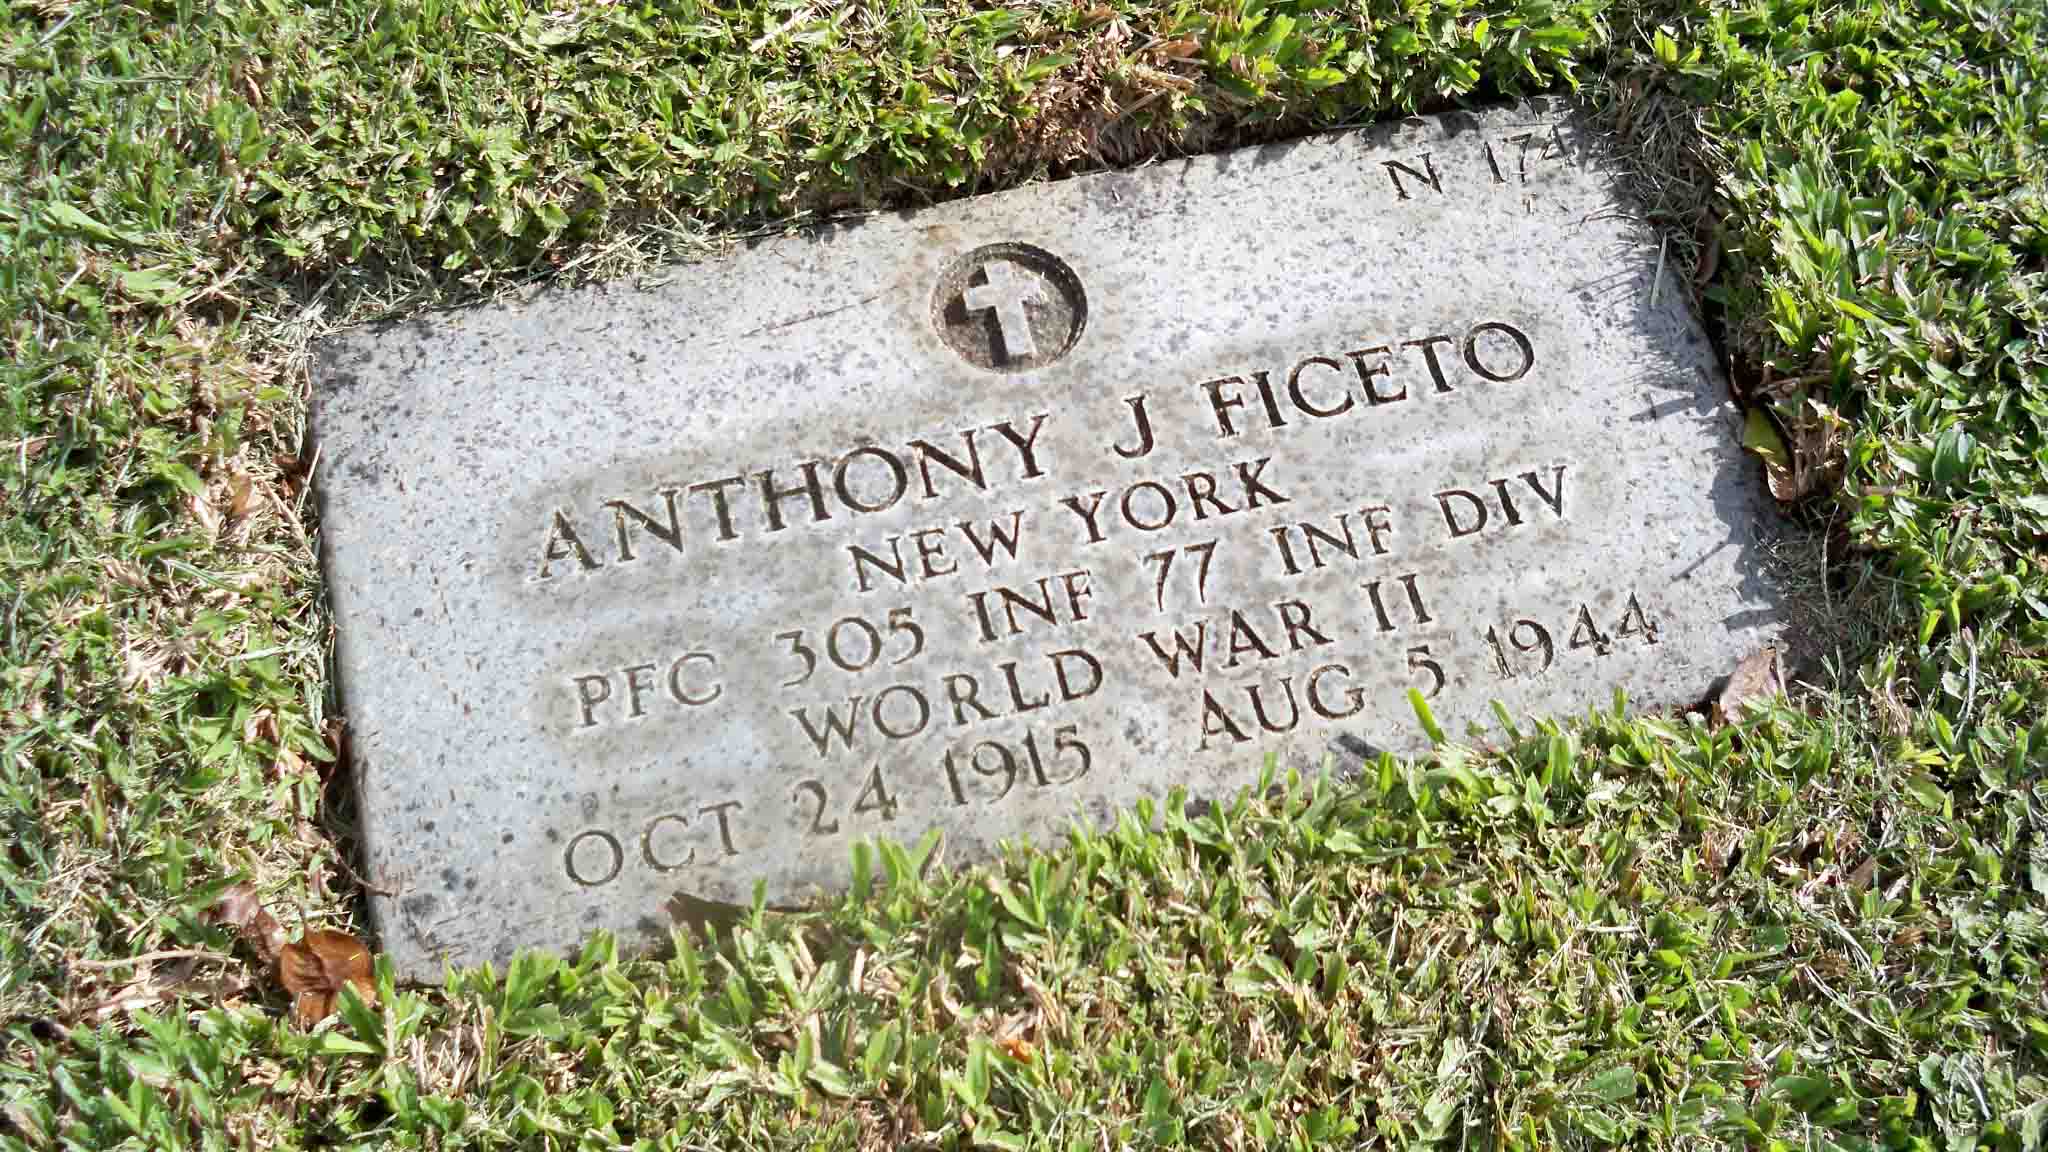 N 174
ANTHONY J FICETO
NEW YORK
PFC 305 INF 77 INF DIV
WORLD WAR II
OCT 24 1915 AUG 5 1944